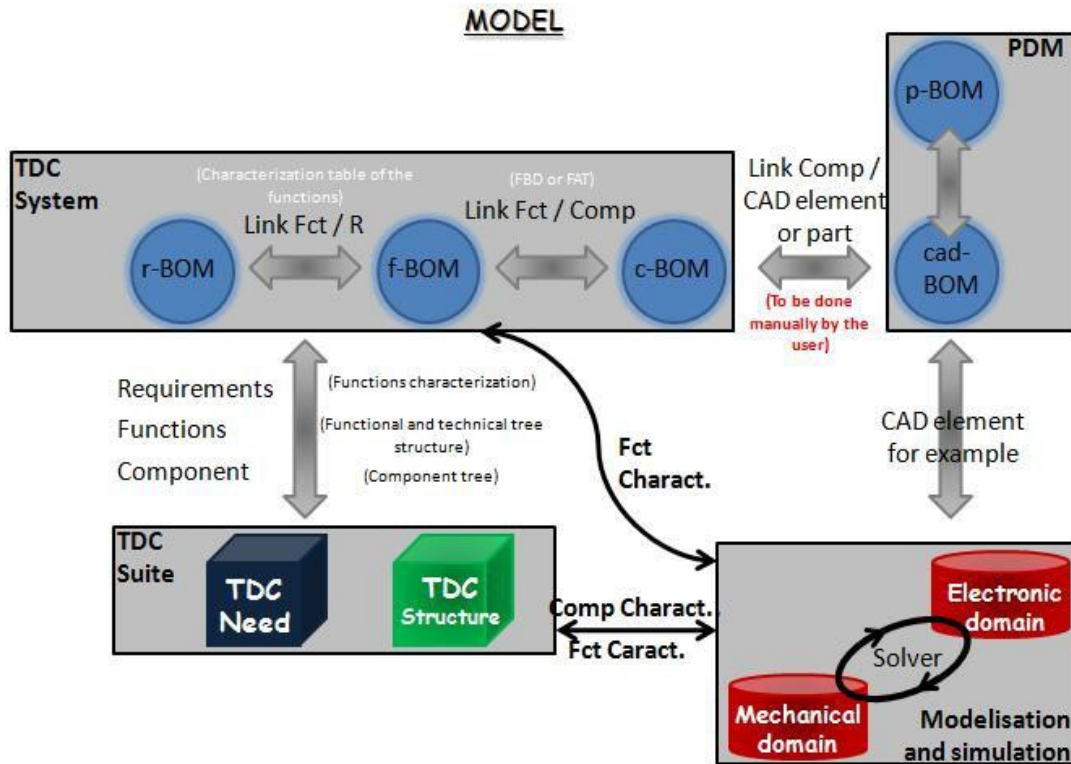 MODEL
PDM
p-BOM
TDC
System
(Characterization table of the
functions)
Link Fct / R
(FBD or FAT)
Link Fct / Comp
Link Comp /
CAD element
or part
r-BOM
f-BOM
c-BOM
cad-
BOM
(To be done
manually by the
user)
Requirements
Functions
Component
(Functions characterization)
(Functional and technical tree
structure)
(Component tree)
Fct
Charact.
CAD element
for example
TDC
Suite
TDC
Need
TDC
Structure
Comp Charact..
Fct Caract.
Electronic
domain
Solver
Mechanical
domain
Modelisation
and simulation